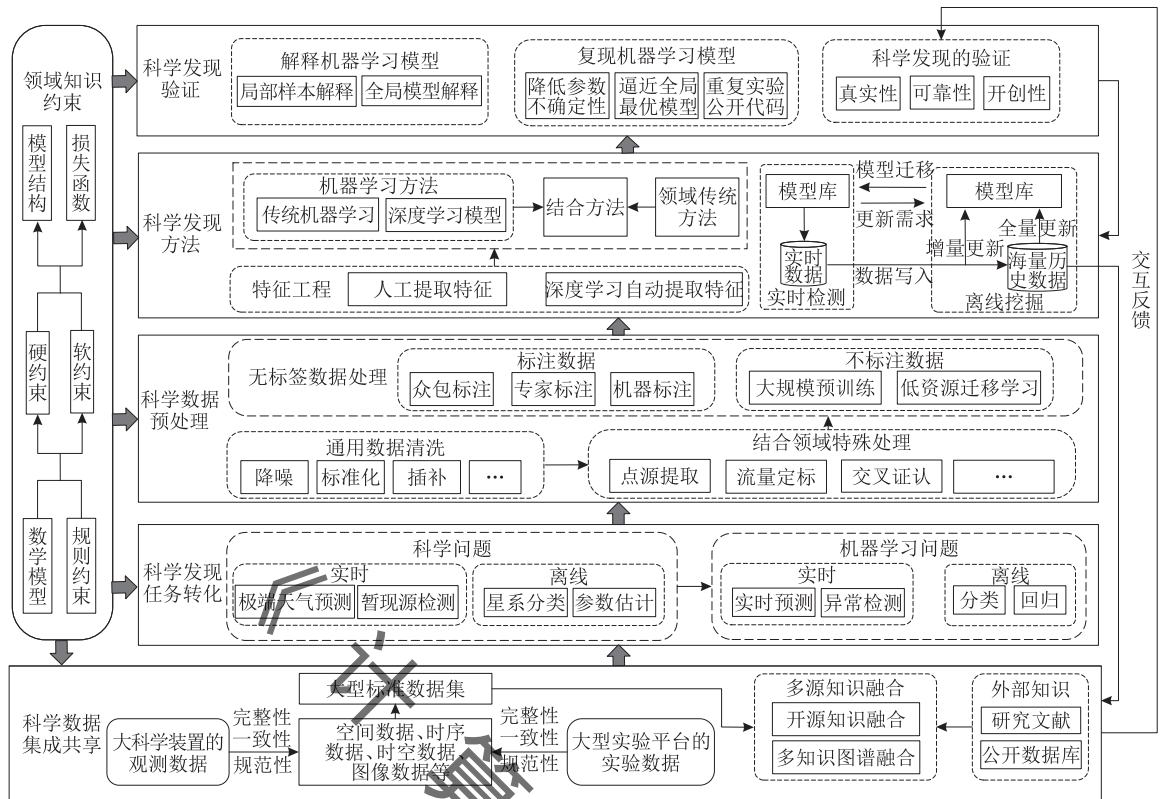 领域知识
约束
模型结构
损失函数
硬约束
软约束
数学模型
规则约束
科学发现
验证
解释机器学习模型
局部样本解释
全局模型解释
复现机器学习模型
降低参数
不确定性
逼近全局
最优模型
重复实验
公开代码
科学发现的验证
真实性
可靠性
开创性
科学发现
方法
机器学习方法
传统机器学习
深度学习模型
结合方法
领域传统
方法
特征工程
人工提取特征
深度学习自动提取特征
模型库
实时
数据
实时检测
模型迁移
更新需求
数据写入
模型库
增量更新
全量更新
海量历
史数据
离线挖掘
交互反馈
科学数据
预处理
无标签数据处理
标注数据
众包标注
专家标注
机器标注
不标注数据
大规模预训练
低资源迁移学习
通用数据清洗
降噪
标准化
插补
…
结合领域特殊处理
点源提取
流量定标
交叉证认
…
科学发现
任务转化
科学问题
实时
极端天气预测
暂现源检测
离线
星系分类
参数估计
机器学习问题
实时
实时预测
异常检测
离线
分类
回归
科学数据
集成共享
大科学装置的
观测数据
完整性
一致性
规范性
大型标准数据集
空间数据、时序
数据、时空数据、
图像数据等
完整性
一致性
规范性
大型实验平台的
实验数据
多源知识融合
开源知识融合
多知识图谱融合
外部知识
研究文献
公开数据库
《计算